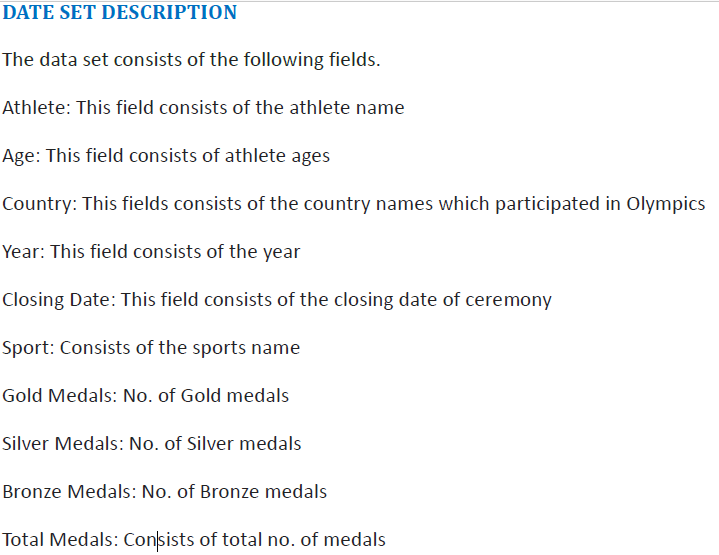 DATE SET DESCRIPTION
The data set consists of the following fields.
Athlete: This field consists of the athlete name
Age: This field consists of athlete ages
Country: This fields consists of the country names which participated in Olympics
Year: This field consists of the year
Closing Date: This field consists of the closing date of ceremony
Sport: Consists of the sports name
Gold Medals: No. of Gold medals
Silver Medals: No. of Silver medals
Bronze Medals: No. of Bronze medals
Total Medals: Consists of total no. of medals